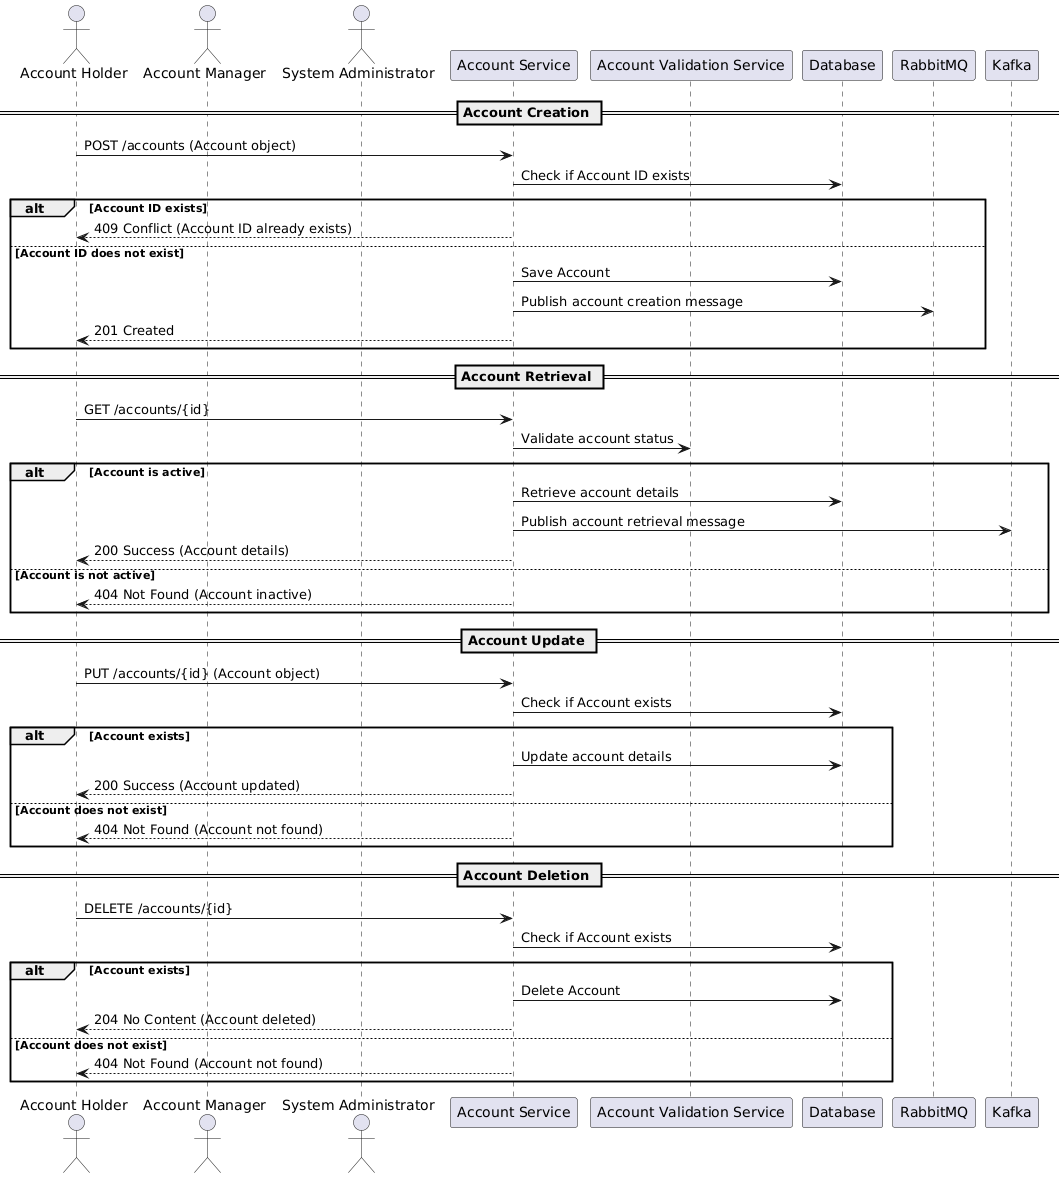 Account Holder
Account Manager
System Administrator
Account Service
Account Validation Service
Database
RabbitMQ
Kafka
Account Creation
POST /accounts (Account object)
Check if Account ID exists
alt
[Account ID exists]
409 Conflict (Account ID already exists)
[Account ID does not exist]
Save Account
Publish account creation message
201 Created
Account Retrieval
GET /accounts/{id}
Validate account status
alt
[Account is active]
Retrieve account details
Publish account retrieval message
200 Success (Account details)
[Account is not active]
404 Not Found (Account inactive)
Account Update
PUT /accounts/{id} (Account object)
Check if Account exists
alt
[Account exists]
Update account details
200 Success (Account updated)
[Account does not exist]
404 Not Found (Account not found)
Account Deletion
DELETE /accounts/{id}
Check if Account exists
alt
[Account exists]
Delete Account
204 No Content (Account deleted)
[Account does not exist]
404 Not Found (Account not found)
Account Holder
Account Manager
System Administrator
Account Service
Account Validation Service
Database
RabbitMQ
Kafka